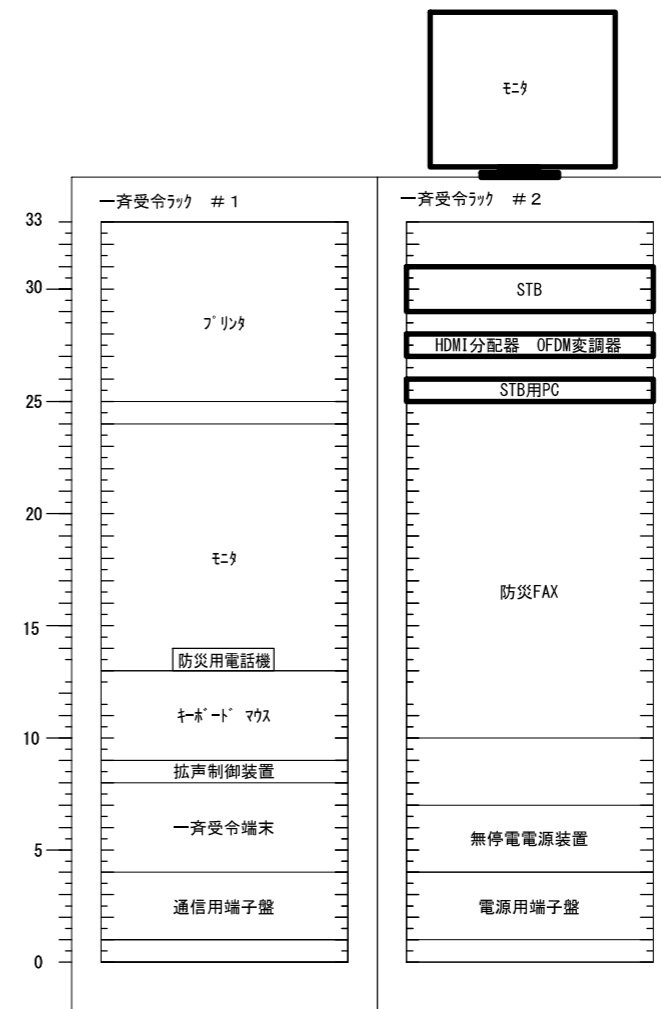 モニタ
一斉受令ラック ＃１
一斉受令ラック ＃２
33
30
25
20
15
10
5
0
プリンタ
モニタ
防災用電話機
キーボード マウス
拡声制御装置
一斉受令端末
通信用端子盤
STB
HDMI分配器 OFDM変調器
STB用PC
防災FAX
無停電電源装置
電源用端子盤